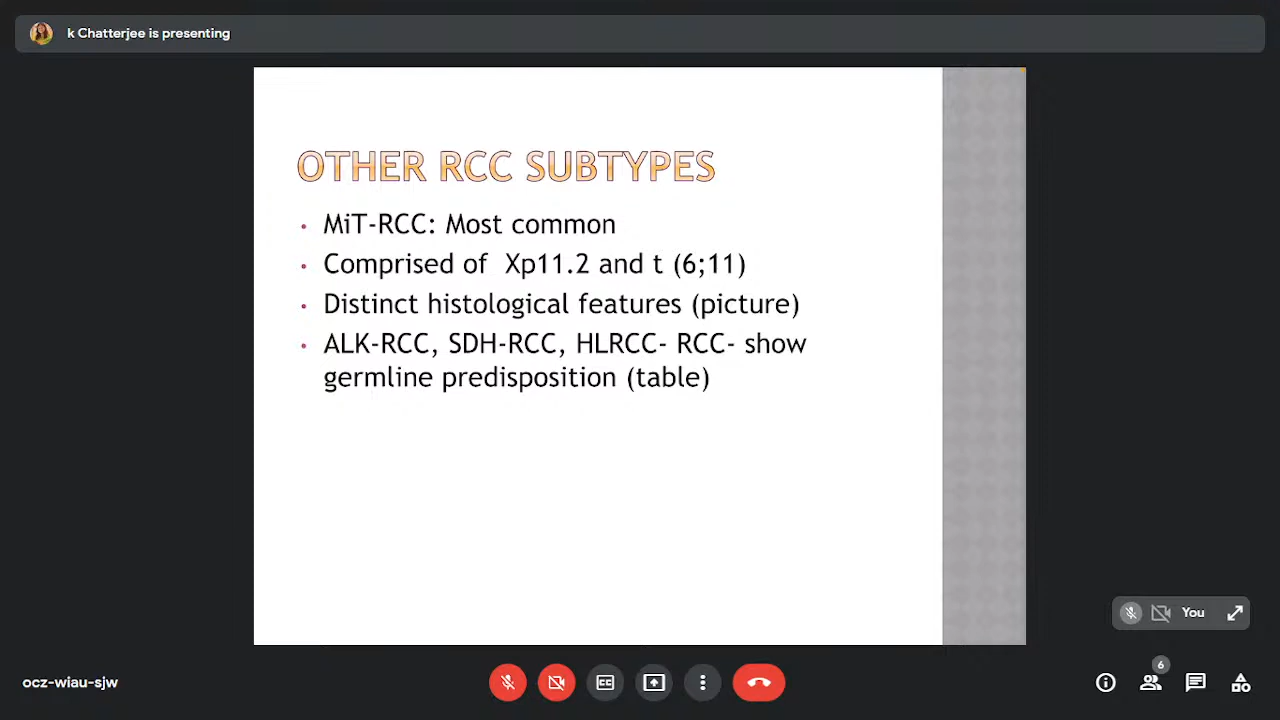 k Chatterjee is presenting
OTHER RCC SUBTYPES
• MiT-RCC: Most common
• Comprised of Xp11.2 and t (6;11)
• Distinct histological features (picture)
• ALK-RCC, SDH-RCC, HLRCC- RCC- show
germline predisposition (table)
You
ocz-wiau-sjw
CC
6